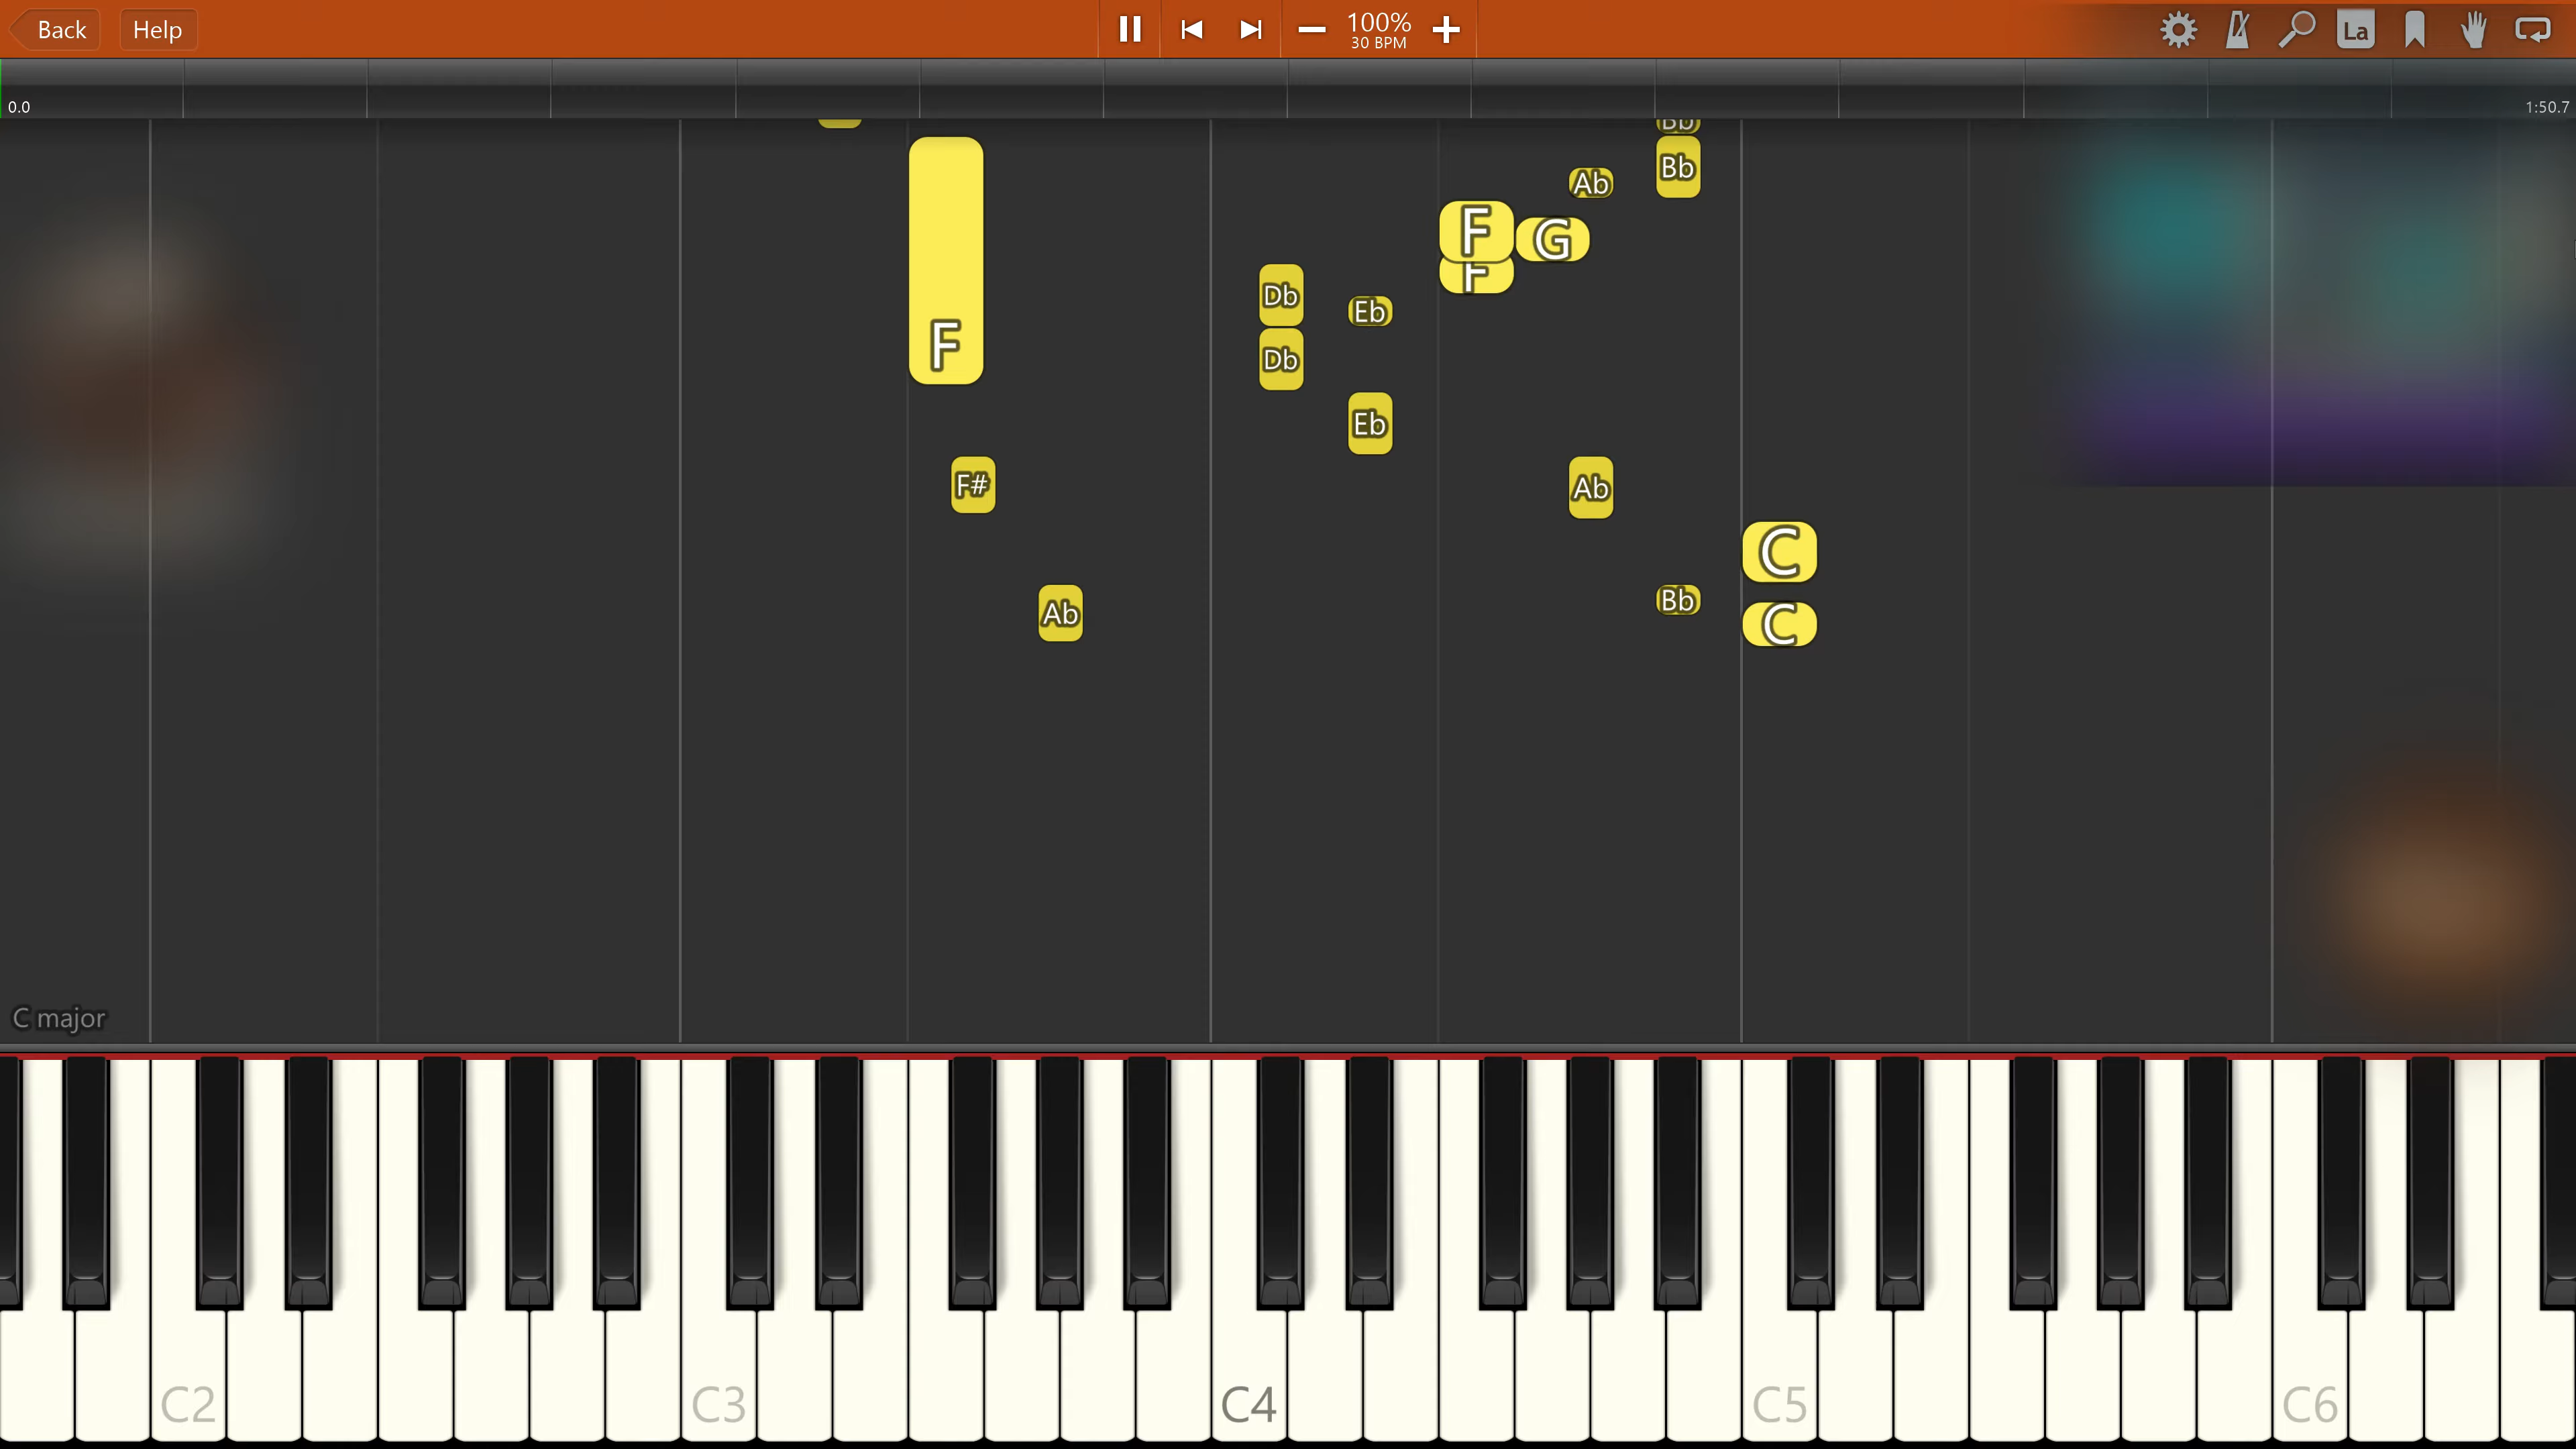 Back Help 100% La
30 BPM
0.0 1:50.7
Bb
Bb
Ab
F G
F
Db Eb
F
Db
Eb
F# Ab
C
Bb
Ab C
C major
C2 C3 C4 C5 C6